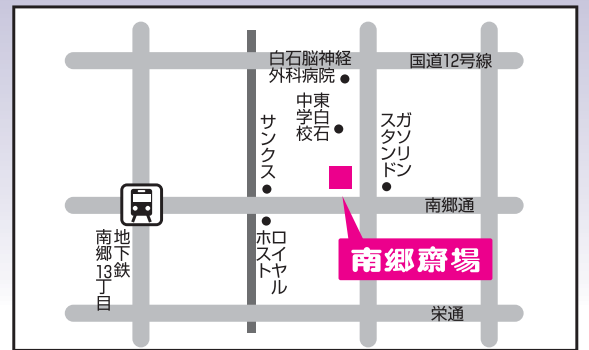 白石脳神経
外科病院
国道12号線
東白石
中学校
ガソリン
スタンド
サンクス
南郷通
地下鉄
南郷13丁目
ロイヤル
ホスト
南郷齋場
栄通